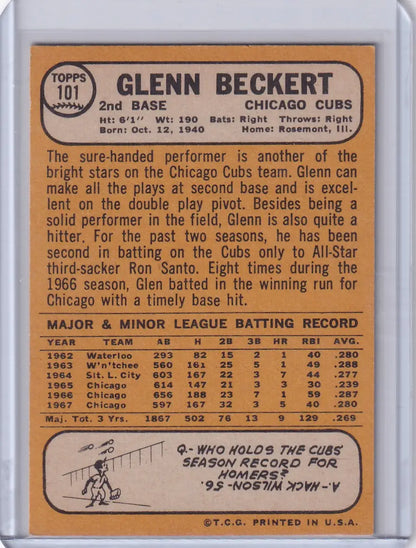 TOPPS
101
GLENN BECKERT
2nd BASE CHICAGO CUBS
Ht: 6'1" Wt: 190 Bats: Right Throws: Right
Born: Oct. 12, 1940 Home: Rosemont, Ill.
The sure-handed performer is another of the
bright stars on the Chicago Cubs team. Glenn can
make all the plays at second base and is excel-
lent on the double play pivot. Besides being a
solid performer in the field, Glenn is also quite a
hitter. For the past two seasons, he has been
second in batting on the Cubs only to All-Star
third-sacker Ron Santo. Eight times during the
1966 season, Glen batted in the winning run for
Chicago with a timely base hit.
MAJOR & MINOR LEAGUE BATTING RECORD
YEAR TEAM AB H 2B 3B HR RBI AVG.
1962 Waterloo 293 82 15 2 1 40 .280
1963 W'n'tchee 560 161 25 5 1 49 .288
1964 Sit. L. City 603 167 22 3 7 44 .277
1965 Chicago 614 147 21 3 3 30 .239
1966 Chicago 656 188 23 7 1 59 .287
1967 Chicago 597 167 32 3 5 40 .280
Maj. Tot. 3 Yrs. 1867 502 76 13 9 129 .269
Q.- WHO HOLDS THE CUBS'
SEASON RECORD FOR
HOMERS?
A.- HACK WILSON- 56.
©T.C.G. PRINTED IN U.S.A.